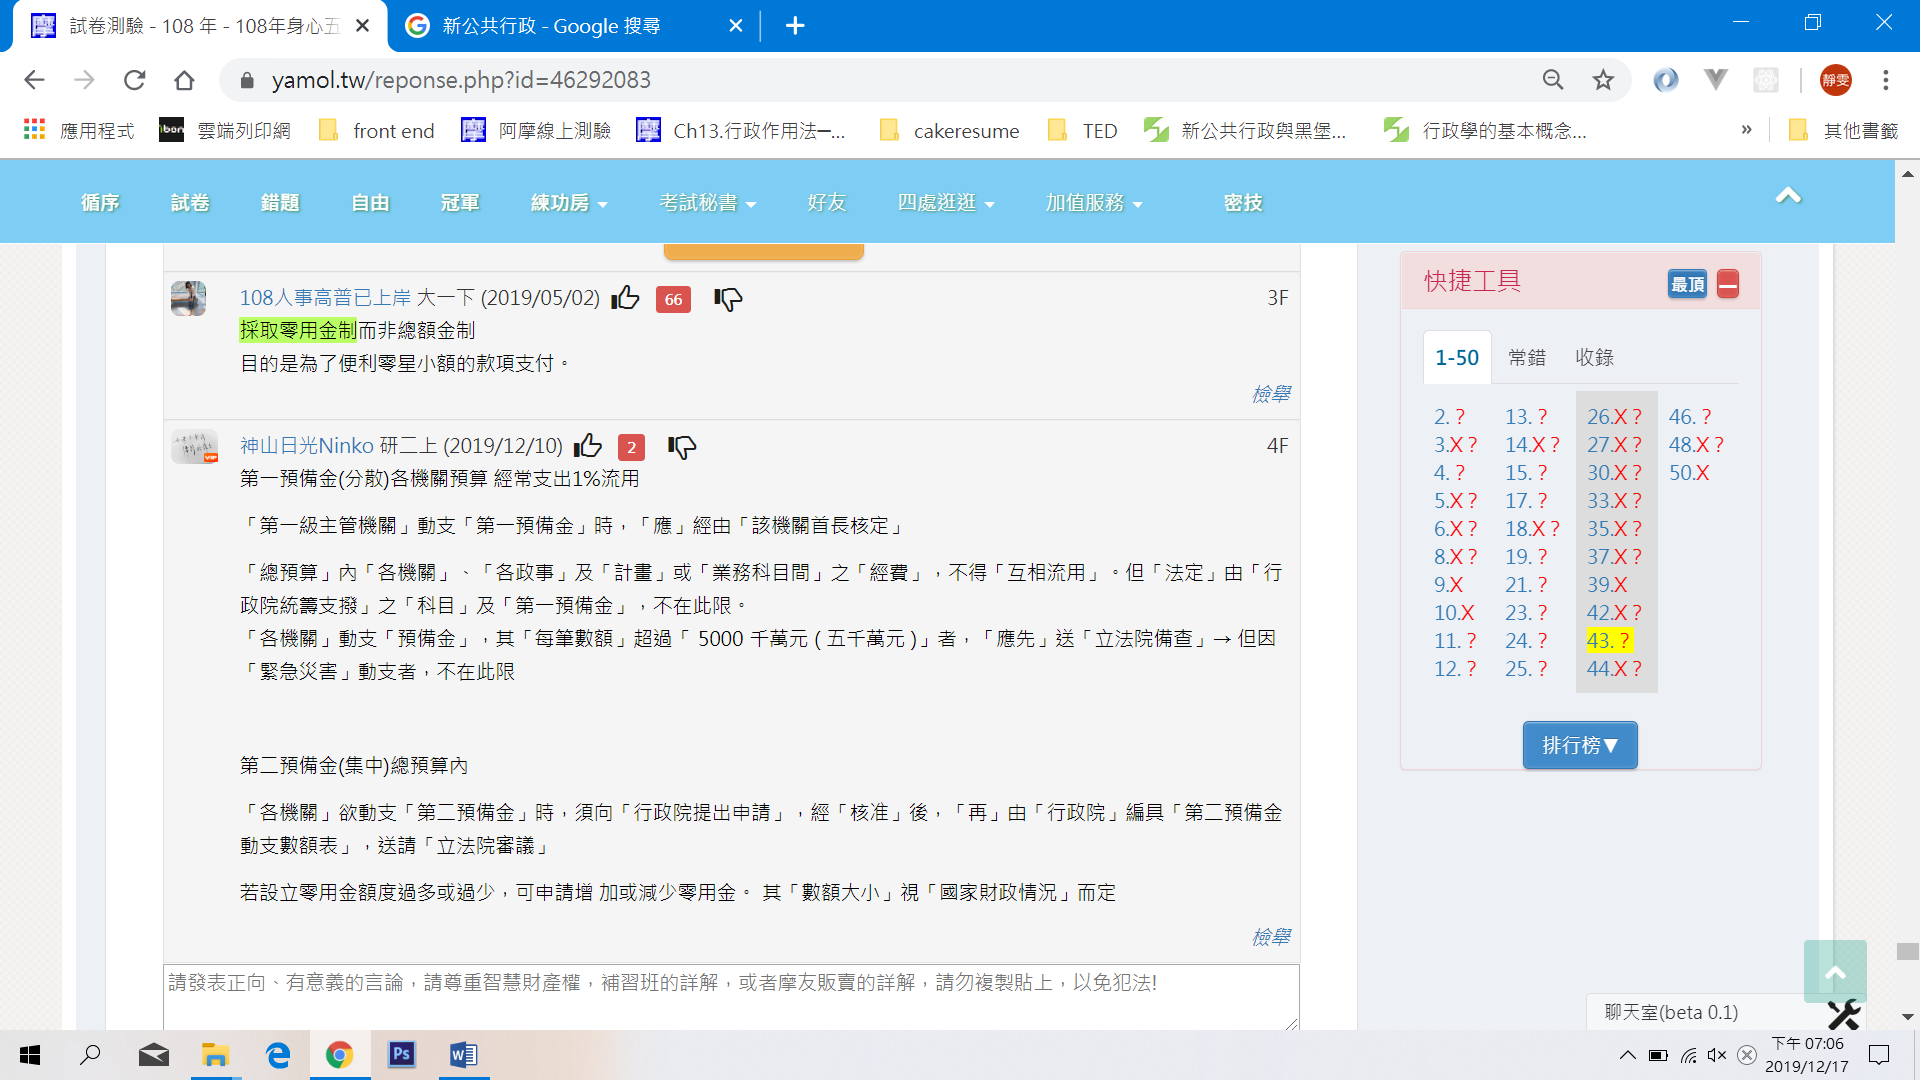 試卷測驗 - 108 年 - 108年身心五
新公共行政 - Google 搜尋
yamol.tw/reponse.php?id=46292083
靜雯
應用程式
ibon
雲端列印網
front end
阿摩線上測驗
Ch13.行政作用法─...
cakeresume
TED
新公共行政與黑堡...
行政學的基本概念...
»
其他書籤
循序
試卷
錯題
自由
冠軍
練功房
考試秘書
好友
四處逛逛
加值服務
密技
108人事高普已上岸 大一下 (2019/05/02) 66 3F
採取零用金制而非總額金制
目的是為了便利零星小額的款項支付。
檢舉
神山日光Ninko 研二上 (2019/12/10) 2 4F
第一預備金(分散)各機關預算 經常支出1%流用
「第一級主管機關」動支「第一預備金」時，「應」經由「該機關首長核定」
「總預算」內「各機關」、「各政事」及「計畫」或「業務科目間」之「經費」，不得「互相流用」。但「法定」由「行
政院統籌支撥」之「科目」及「第一預備金」，不在此限。
「各機關」動支「預備金」，其「每筆數額」超過「 5000 千萬元 ( 五千萬元 )」者，「應先」送「立法院備查」→ 但因
「緊急災害」動支者，不在此限
第二預備金(集中)總預算內
「各機關」欲動支「第二預備金」時，須向「行政院提出申請」，經「核准」後，「再」由「行政院」編具「第二預備金
動支數額表」，送請「立法院審議」
若設立零用金額度過多或過少，可申請增 加或減少零用金。 其「數額大小」視「國家財政情況」而定
檢舉
請發表正向、有意義的言論，請尊重智慧財產權，補習班的詳解，或者摩友販賣的詳解，請勿複製貼上，以免犯法!
快捷工具
最頂
1-50 常錯 收錄
2. ? 13. ? 26.X ? 46. ?
3.X ? 14.X ? 27.X ? 48.X ?
4. ? 15. ? 30.X ? 50.X
5.X ? 17. ? 33.X ?
6.X ? 18.X ? 35.X ?
8.X ? 19. ? 37.X ?
9.X 21. ? 39.X
10.X 23. ? 42.X ?
11. ? 24. ? 43. ?
12. ? 25. ? 44.X ?
排行榜▼
聊天室(beta 0.1)
Ps
下午 07:06
2019/12/17